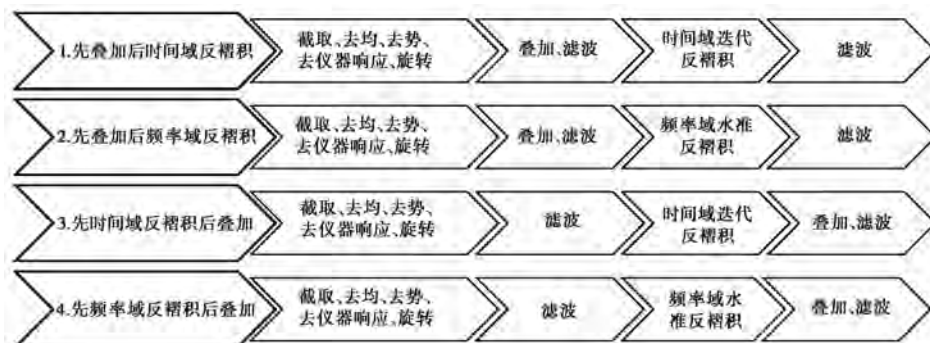 1.先叠加后时间域反褶积
截取、去均、去势、
去仪器响应、旋转
叠加、滤波
时间域迭代
反褶积
滤波
2.先叠加后频率域反褶积
截取、去均、去势、
去仪器响应、旋转
叠加、滤波
频率域水准
反褶积
滤波
3.先时间域反褶积后叠加
截取、去均、去势、
去仪器响应、旋转
滤波
时间域迭代
反褶积
叠加、滤波
4.先频率域反褶积后叠加
截取、去均、去势、
去仪器响应、旋转
滤波
频率域水
准反褶积
叠加、滤波